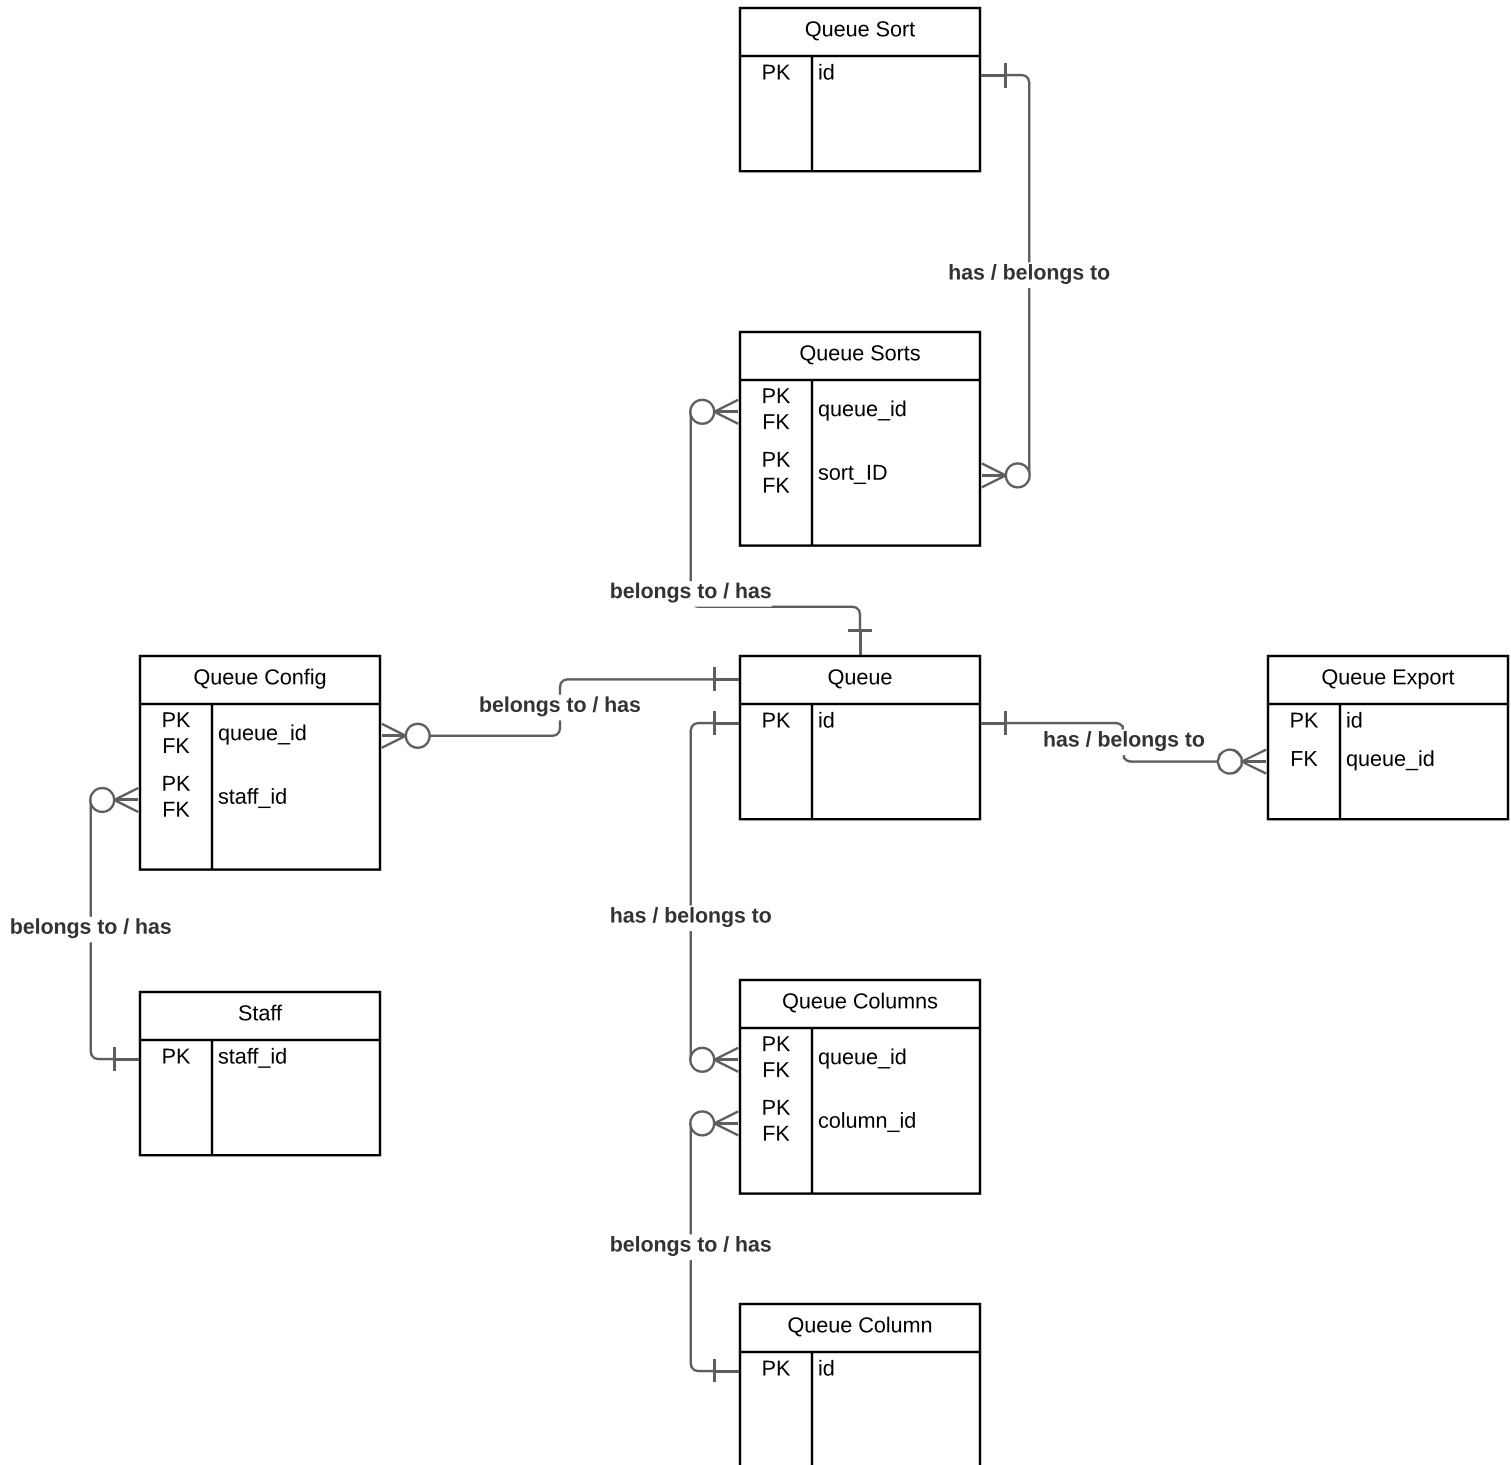 Queue Sort
PK id
has / belongs to
Queue Sorts
PK
FK
queue_id
PK
FK
sort_ID
belongs to / has
Queue Config
PK
FK
queue_id
PK
FK
staff_id
belongs to / has
Queue
PK id
has / belongs to
Queue Export
PK id
FK queue_id
belongs to / has
has / belongs to
Staff
PK staff_id
Queue Columns
PK
FK
queue_id
PK
FK
column_id
belongs to / has
Queue Column
PK id